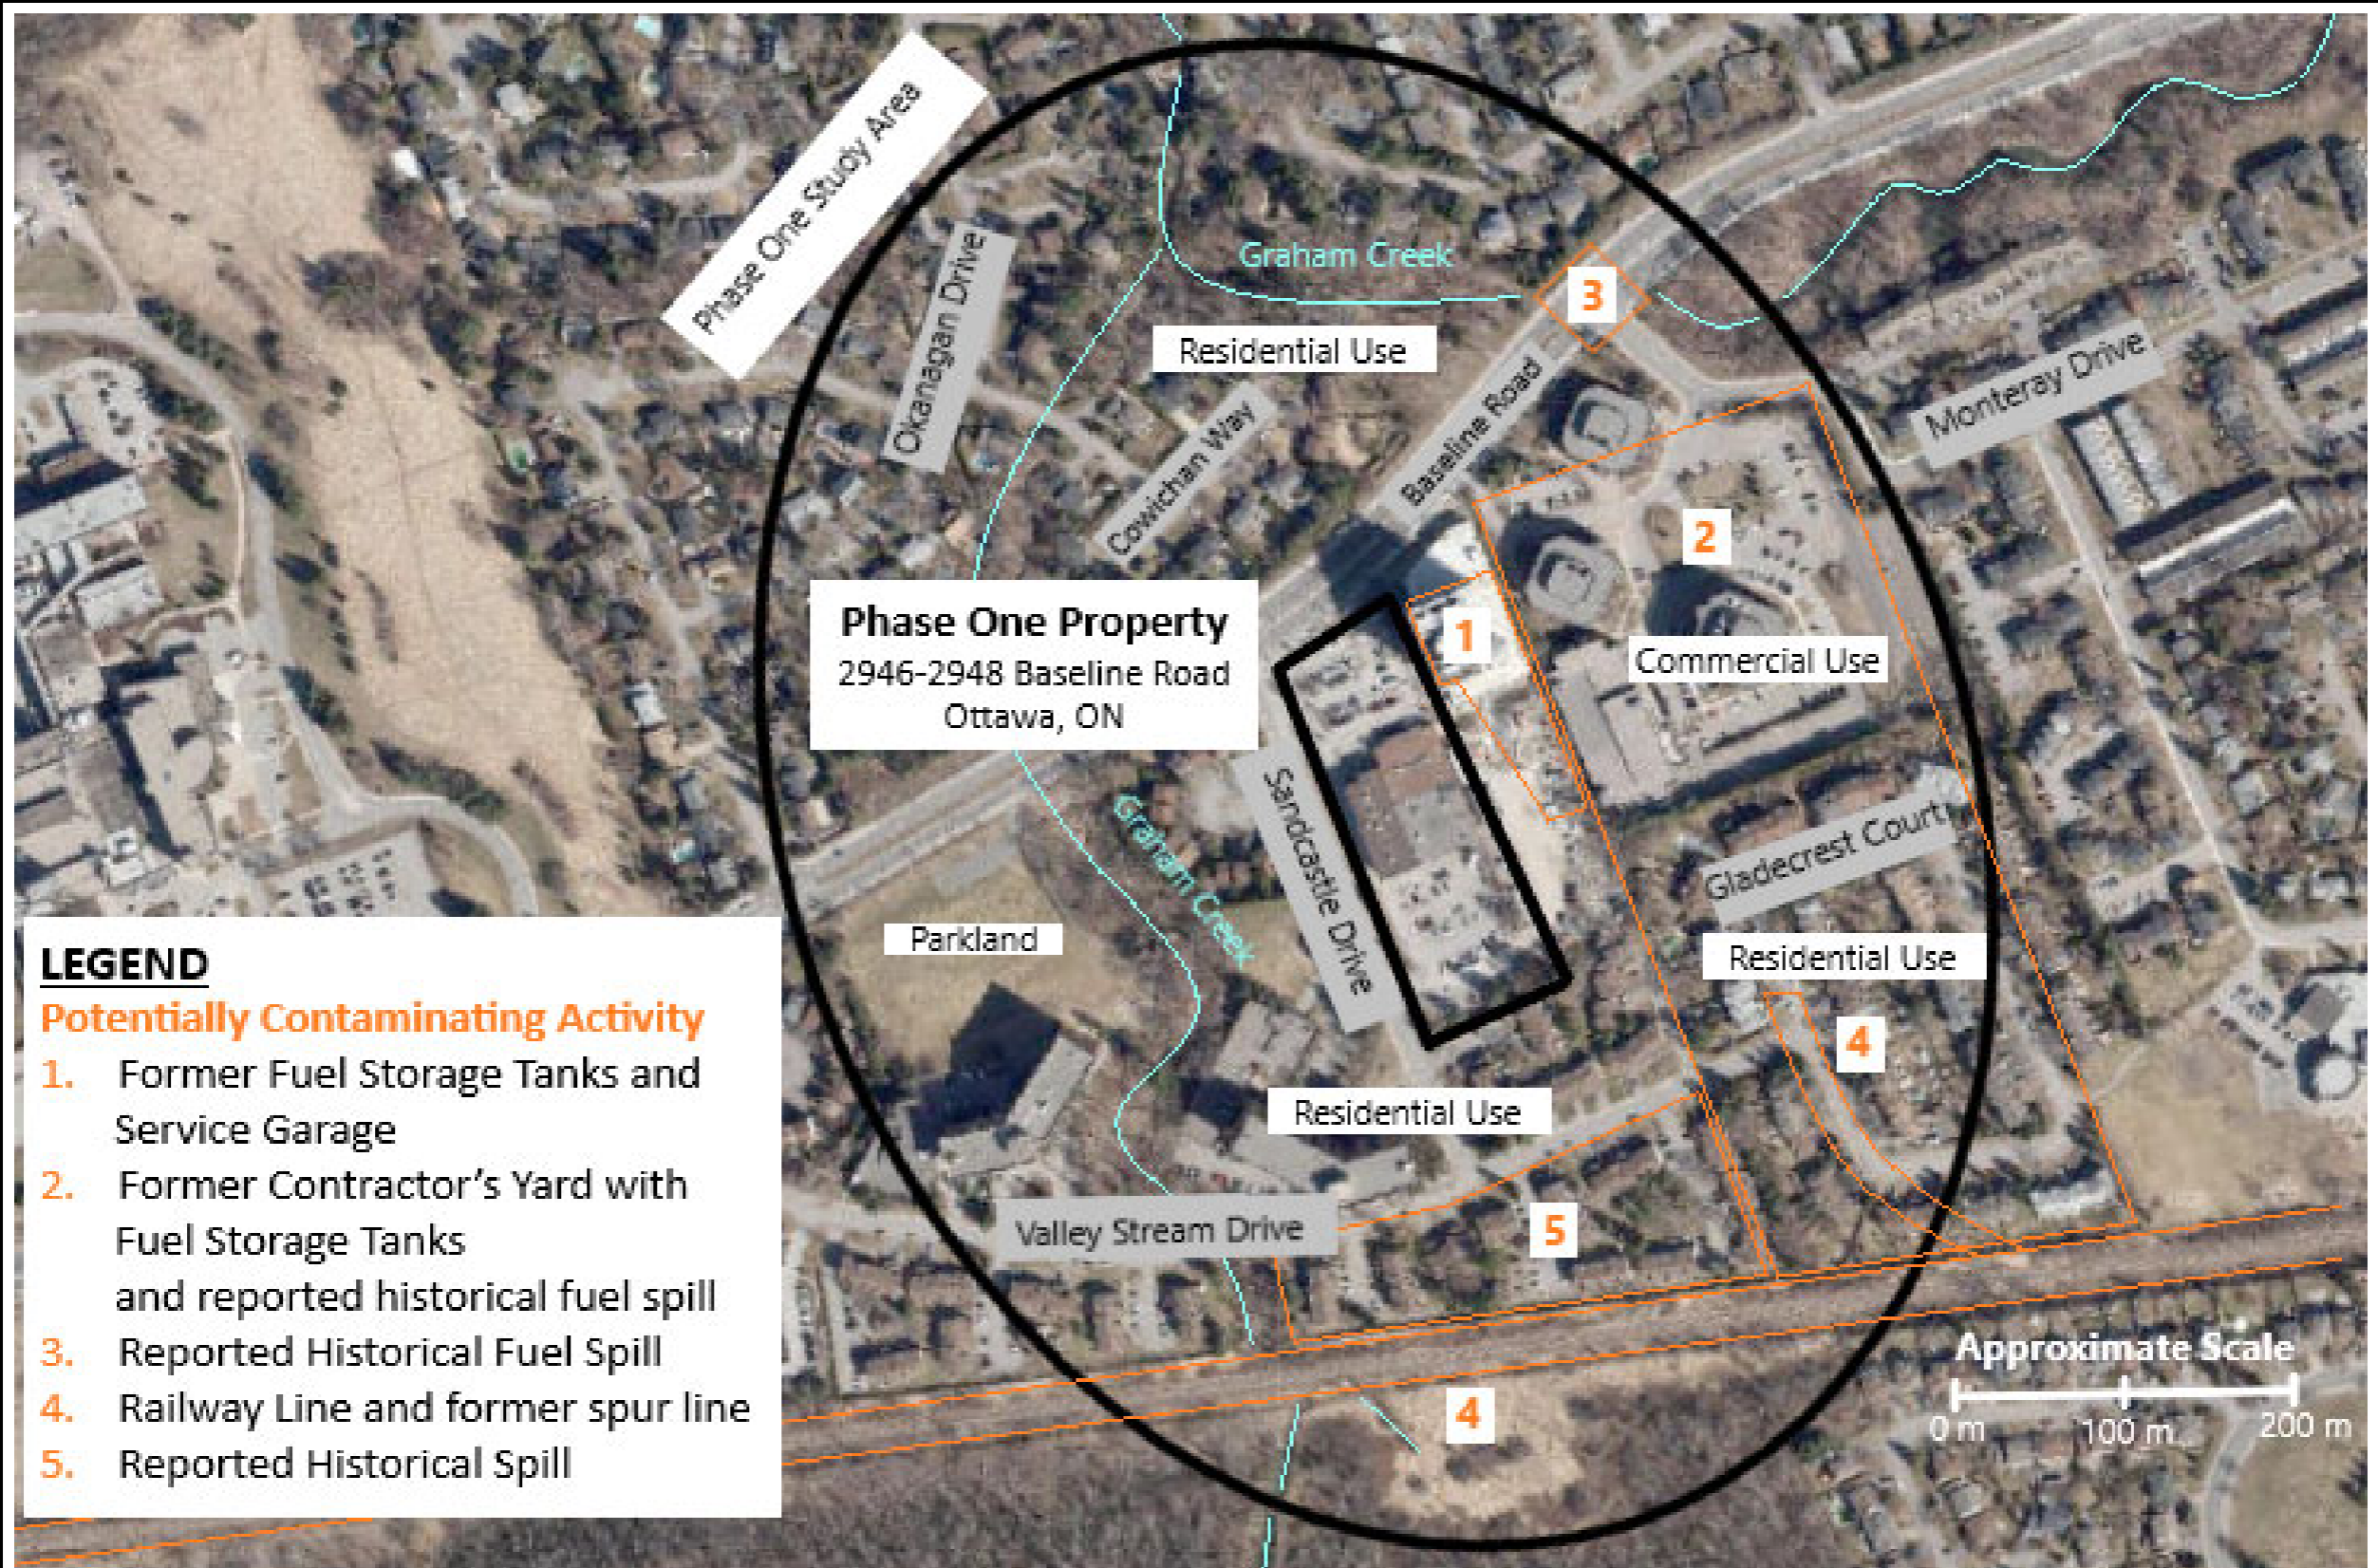 Phase One Study Area
Okanagan Drive
Graham Creek
3
Residential Use
Cowichan Way
Baseline Road
Monteray Drive
2
1
Commercial Use
Phase One Property
2946-2948 Baseline Road
Ottawa, ON
Sandcastle Drive
Graham Creek
Gladecrest Court
Parkland
Residential Use
4
Residential Use
Valley Stream Drive
5
4
LEGEND
Potentially Contaminating Activity
1. Former Fuel Storage Tanks and
Service Garage
2. Former Contractor’s Yard with
Fuel Storage Tanks
and reported historical fuel spill
3. Reported Historical Fuel Spill
4. Railway Line and former spur line
5. Reported Historical Spill
Approximate Scale
0 m 100 m 200 m